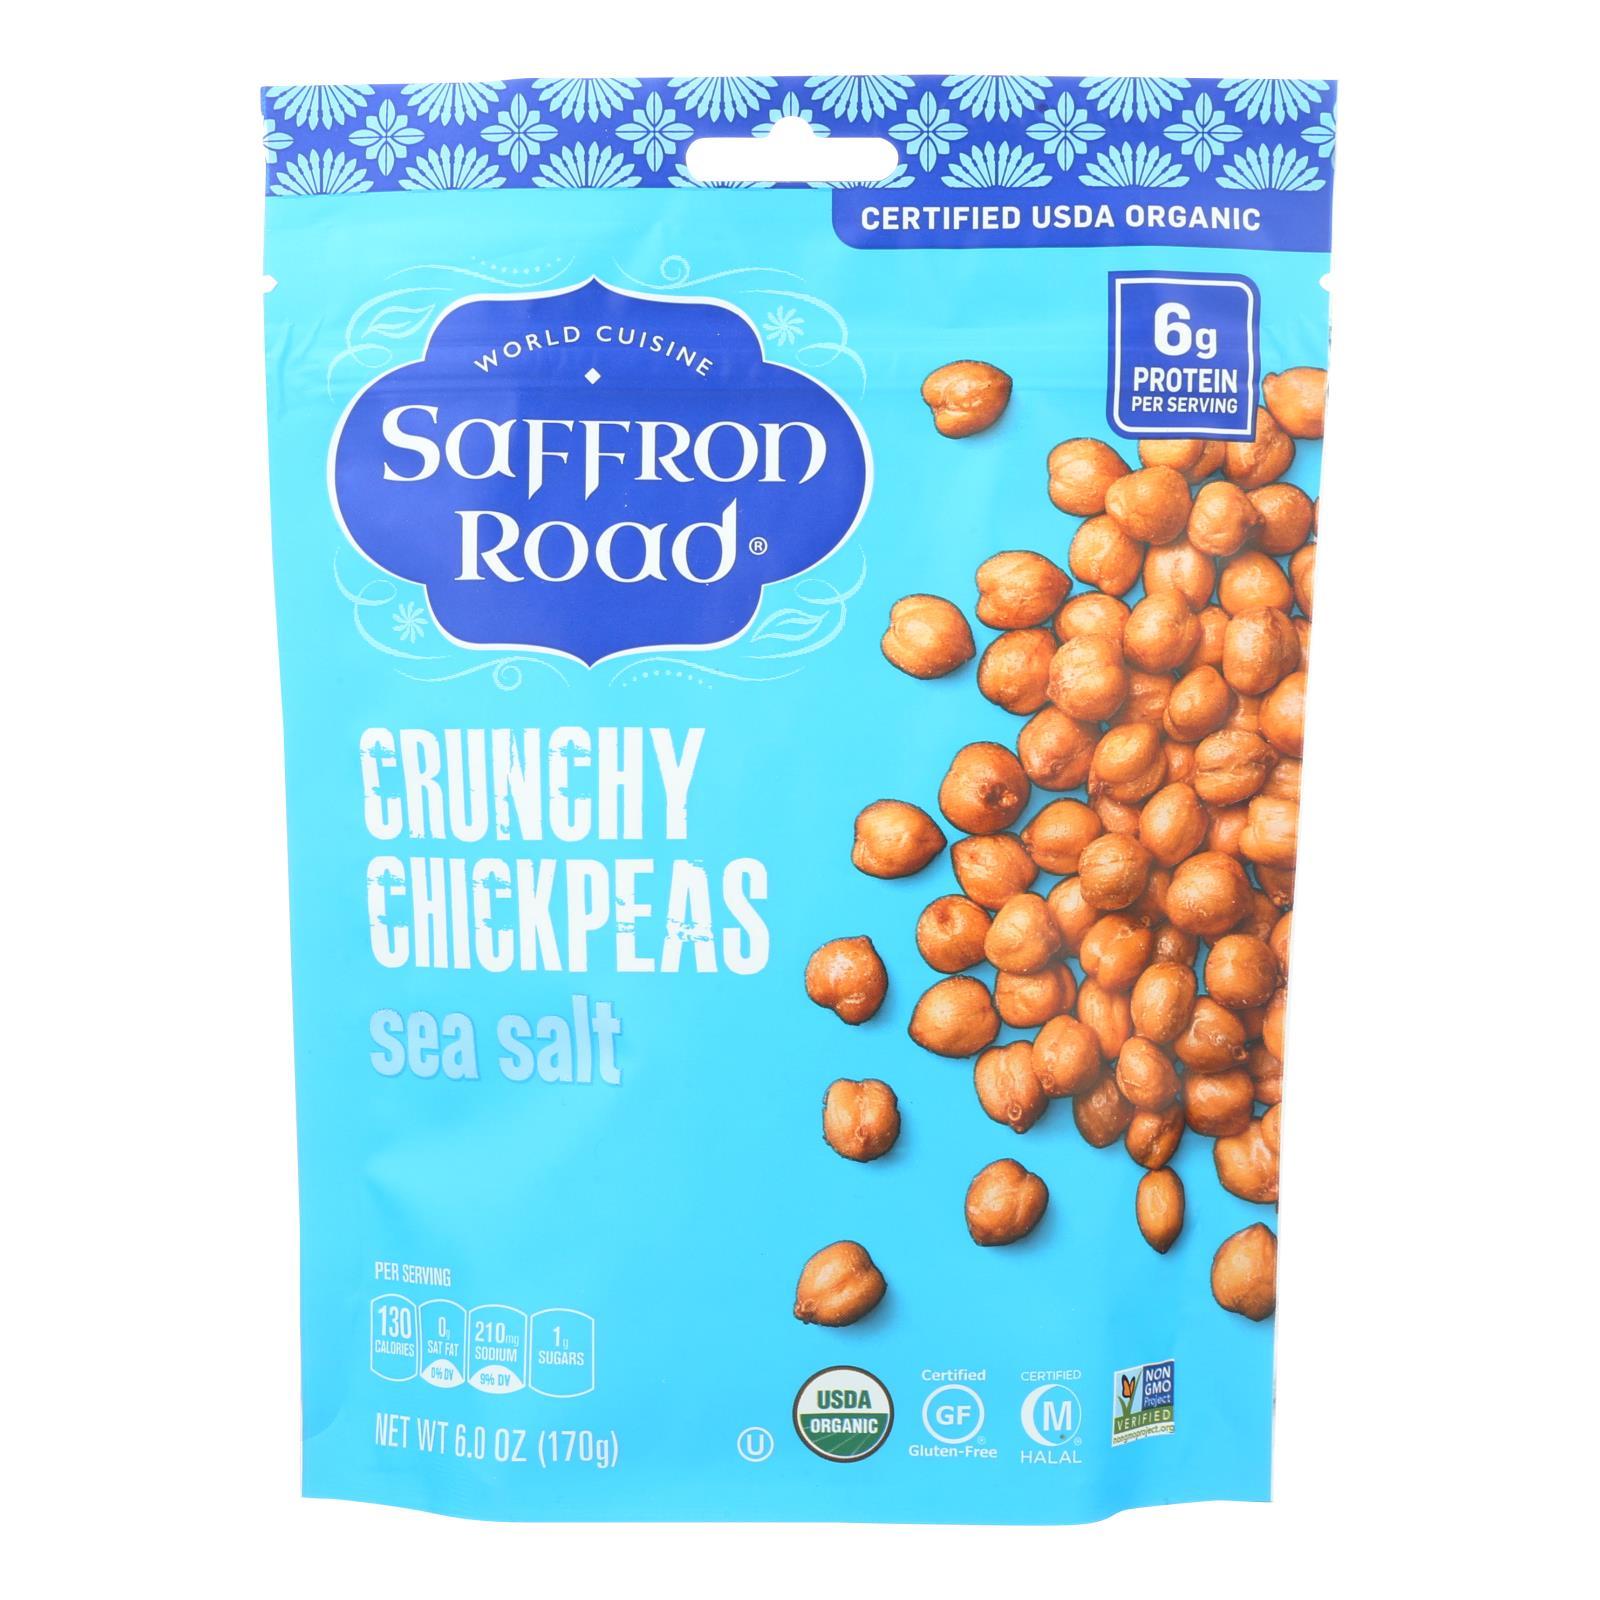 CERTIFIED USDA ORGANIC
6g
PROTEIN
PER SERVING
WORLD CUISINE
SAFFRON
ROAD®
CRUNCHY
CHICKPEAS
sea salt
PER SERVING
130
CALORIES
0g
SAT FAT
0% DV
210mg
SODIUM
9% DV
1g
SUGARS
NET WT 6.0 OZ (170g)
U
USDA
ORGANIC
Certified
GF
®
Gluten-Free
CERTIFIED
M
®
HALAL
NON
GMO
Project
VERIFIED
nongmoproject.org